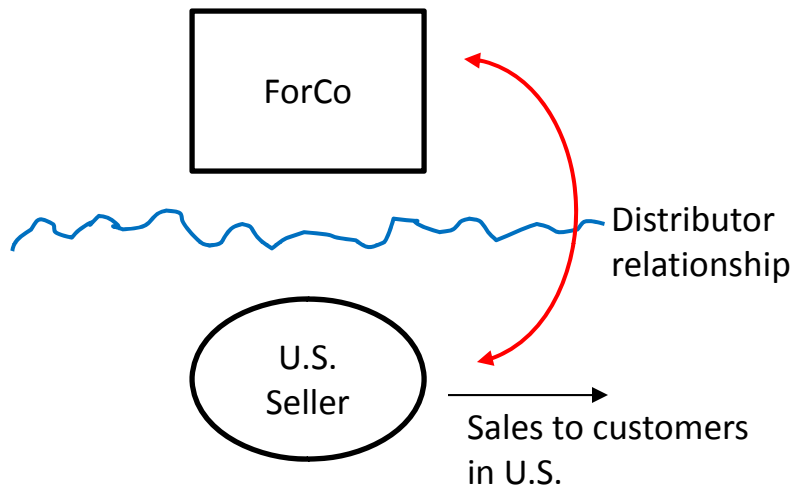 ForCo
Distributor
relationship
U.S.
Seller
Sales to customers
in U.S.